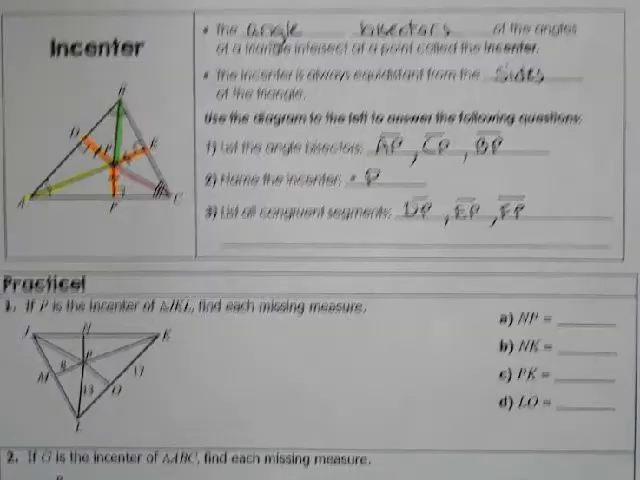 Incenter
• The angle bisectors of the angles
of a triangle intersect at a point called the incenter.
• The incenter is always equidistant from the sides
of the triangle.
Use the diagram to the left to answer the following questions:
1) List the angle bisectors: AP, CP, BP
2) Name the incenter: • P
3) List all congruent segments: DP, EP, FP
B
D
E
A
F
C
Practice!
1. If P is the incenter of △JKL, find each missing measure.
a) NP =
b) NK =
c) PK =
d) LO =
J
N
K
P
8
M
13
O
17
L
2. If G is the incenter of △ABC, find each missing measure.